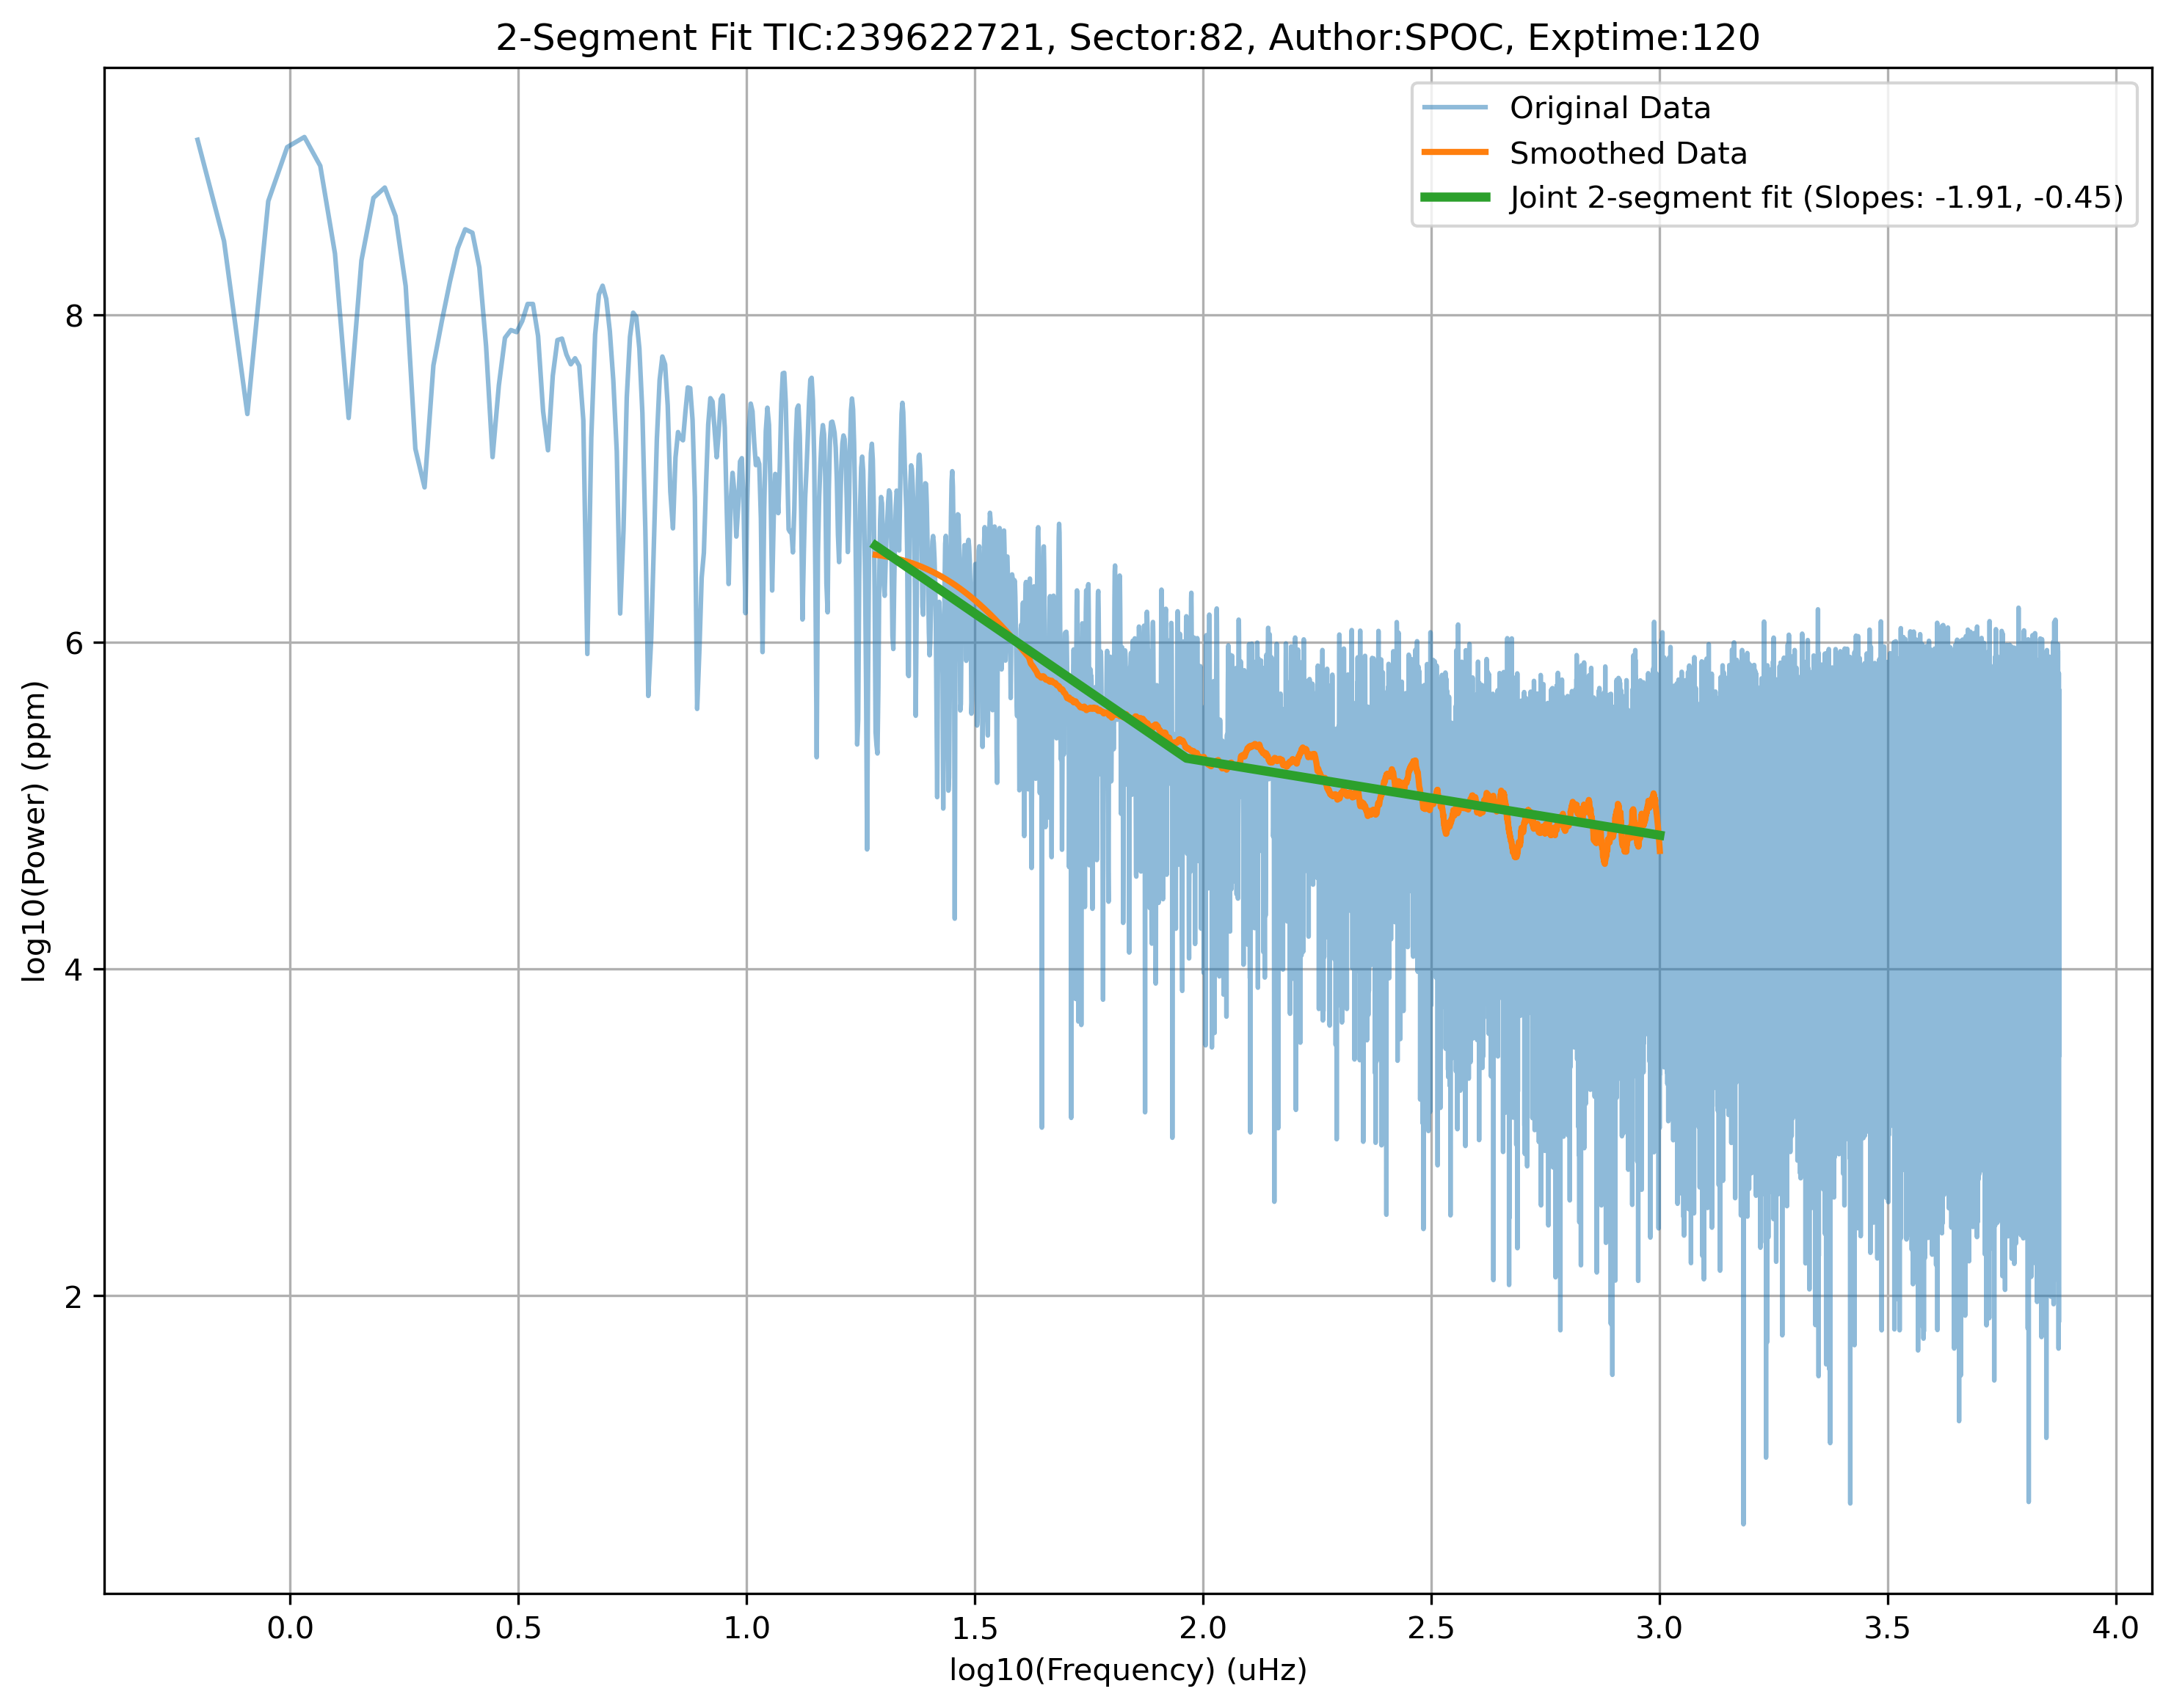 2-Segment Fit TIC:239622721, Sector:82, Author:SPOC, Exptime:120
Original Data
Smoothed Data
Joint 2-segment fit (Slopes: -1.91, -0.45)
log10(Power) (ppm)
8
6
4
2
0.0 0.5 1.0 1.5 2.0 2.5 3.0 3.5 4.0
log10(Frequency) (uHz)